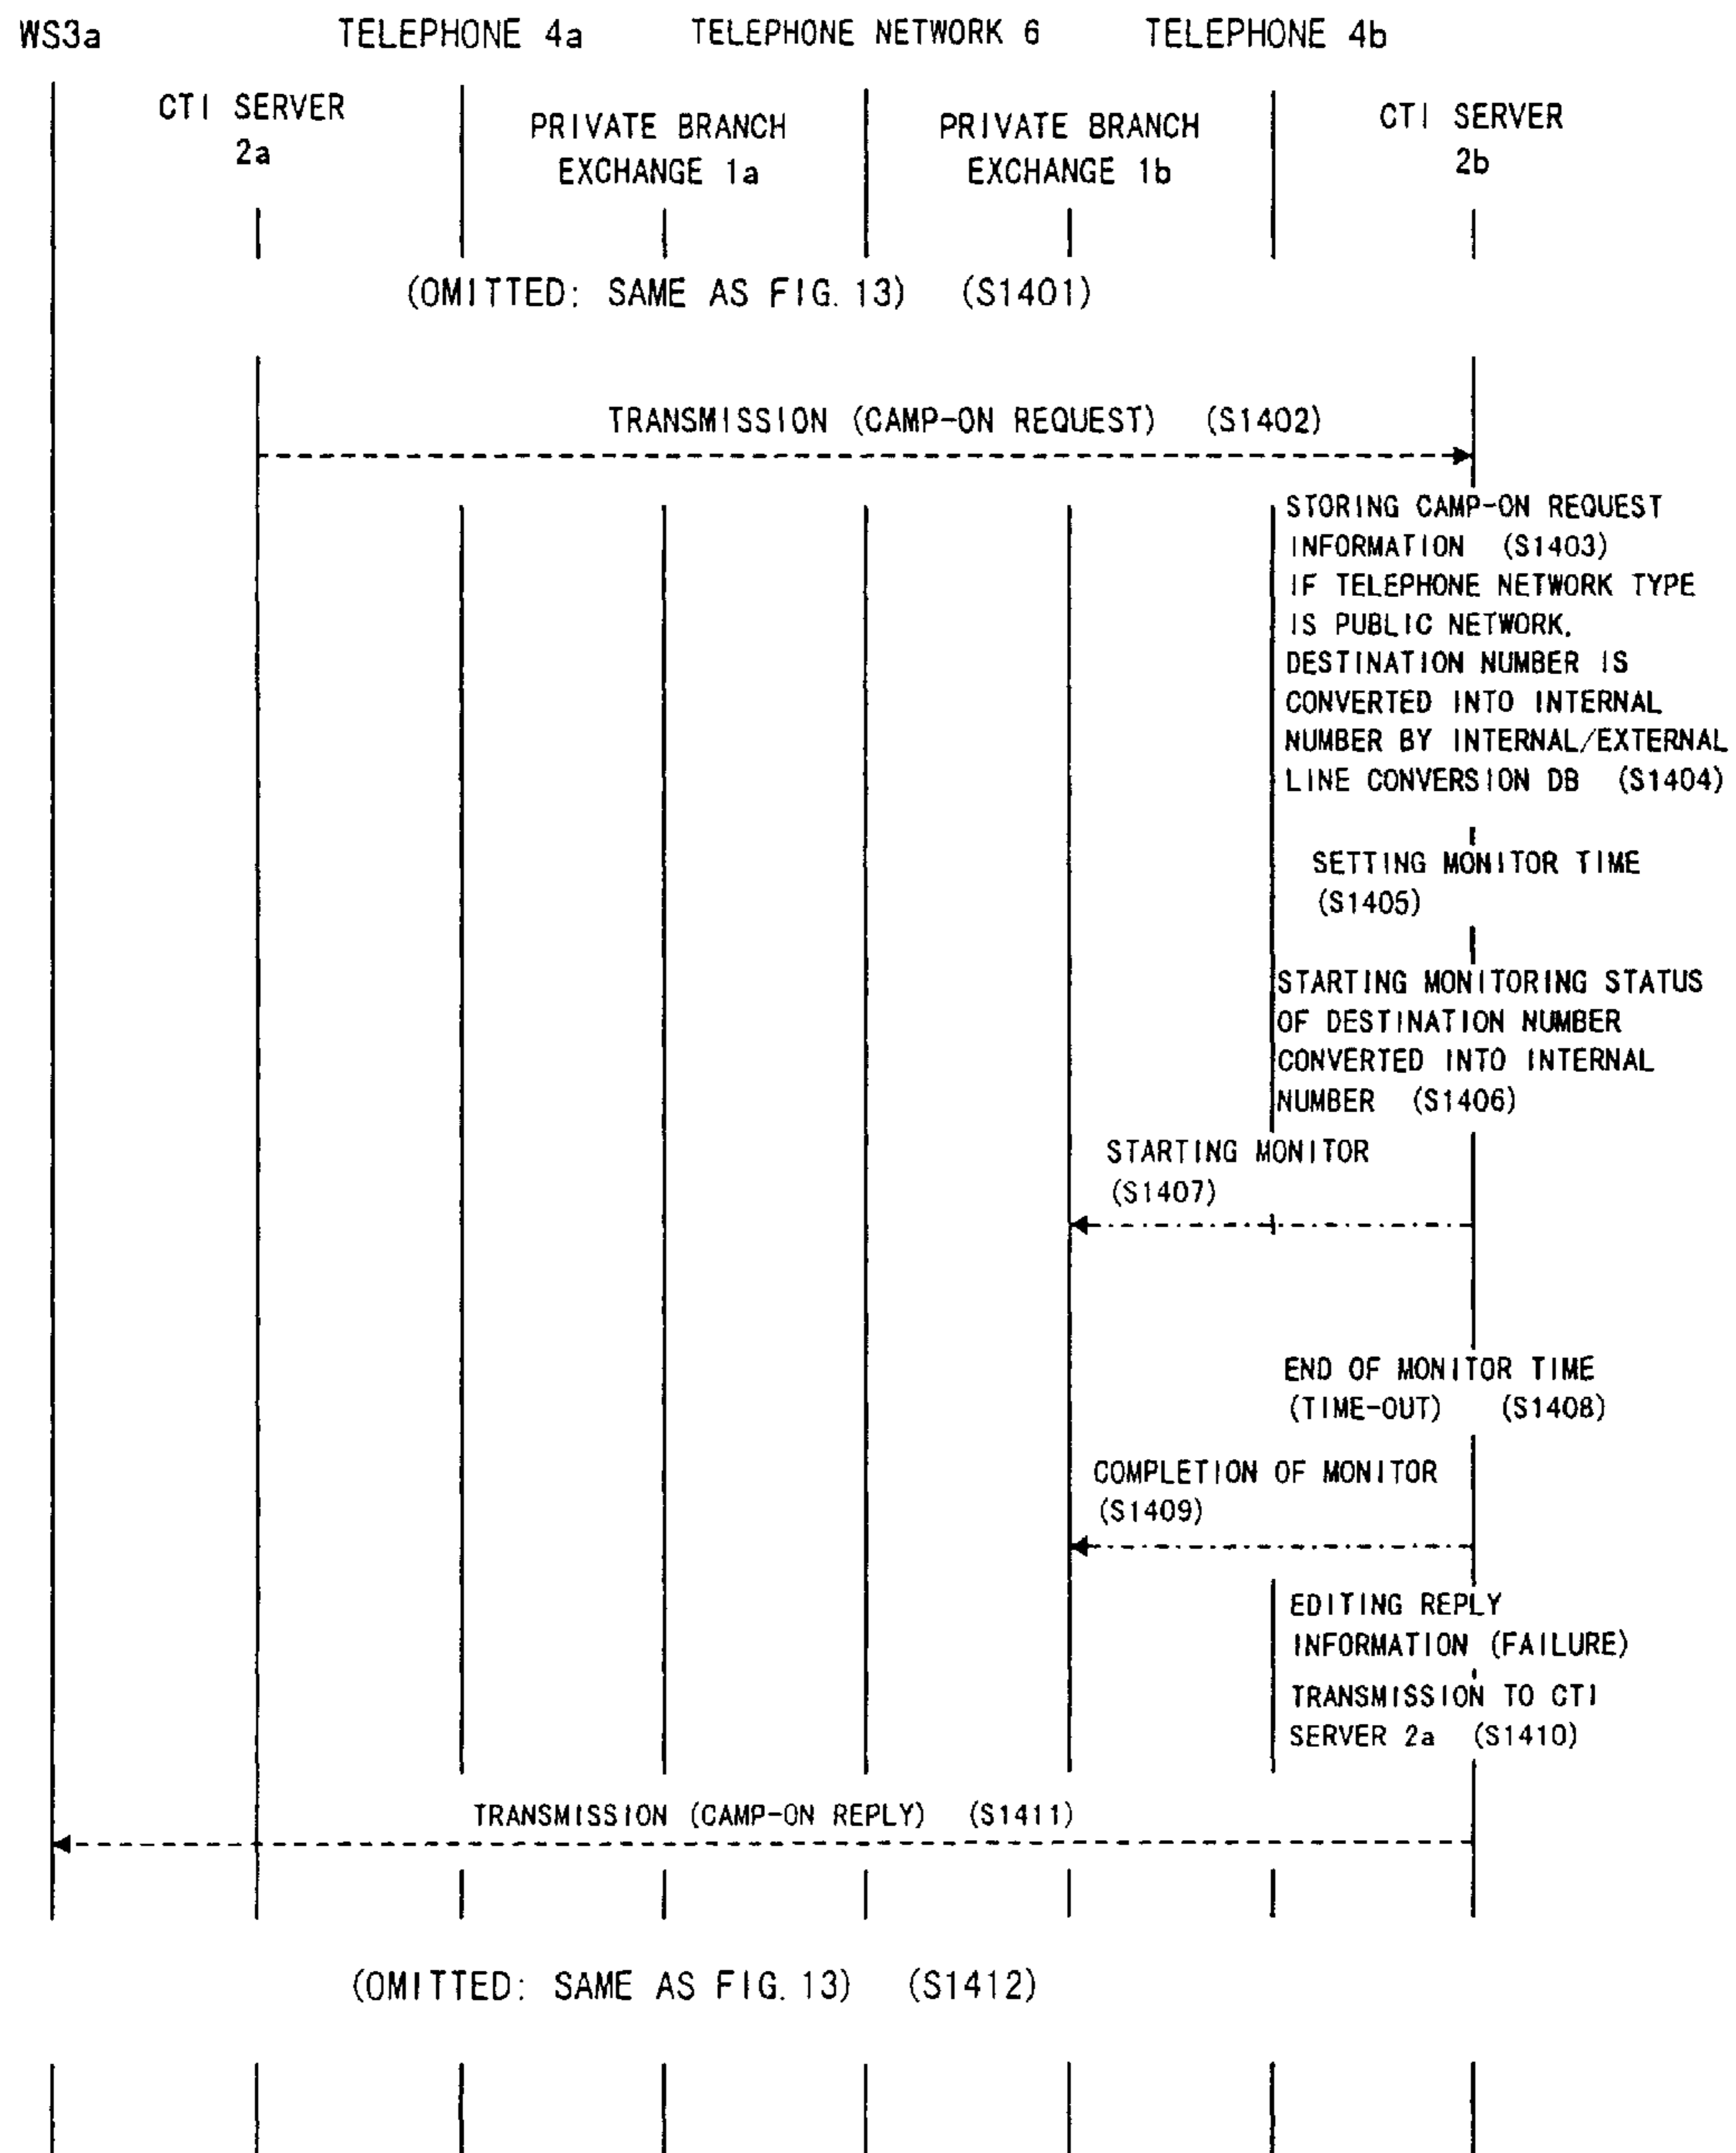 WS3a
TELEPHONE 4a
TELEPHONE NETWORK 6
TELEPHONE 4b
CTI SERVER
2a
PRIVATE BRANCH
EXCHANGE 1a
PRIVATE BRANCH
EXCHANGE 1b
CTI SERVER
2b
(OMITTED: SAME AS FIG. 13) (S1401)
TRANSMISSION (CAMP-ON REQUEST) (S1402)
STORING CAMP-ON REQUEST
INFORMATION (S1403)
IF TELEPHONE NETWORK TYPE
IS PUBLIC NETWORK,
DESTINATION NUMBER IS
CONVERTED INTO INTERNAL
NUMBER BY INTERNAL/EXTERNAL
LINE CONVERSION DB (S1404)
SETTING MONITOR TIME
(S1405)
STARTING MONITORING STATUS
OF DESTINATION NUMBER
CONVERTED INTO INTERNAL
NUMBER (S1406)
STARTING MONITOR
(S1407)
END OF MONITOR TIME
(TIME-OUT) (S1408)
COMPLETION OF MONITOR
(S1409)
EDITING REPLY
INFORMATION (FAILURE)
TRANSMISSION TO CTI
SERVER 2a (S1410)
TRANSMISSION (CAMP-ON REPLY) (S1411)
(OMITTED: SAME AS FIG. 13) (S1412)